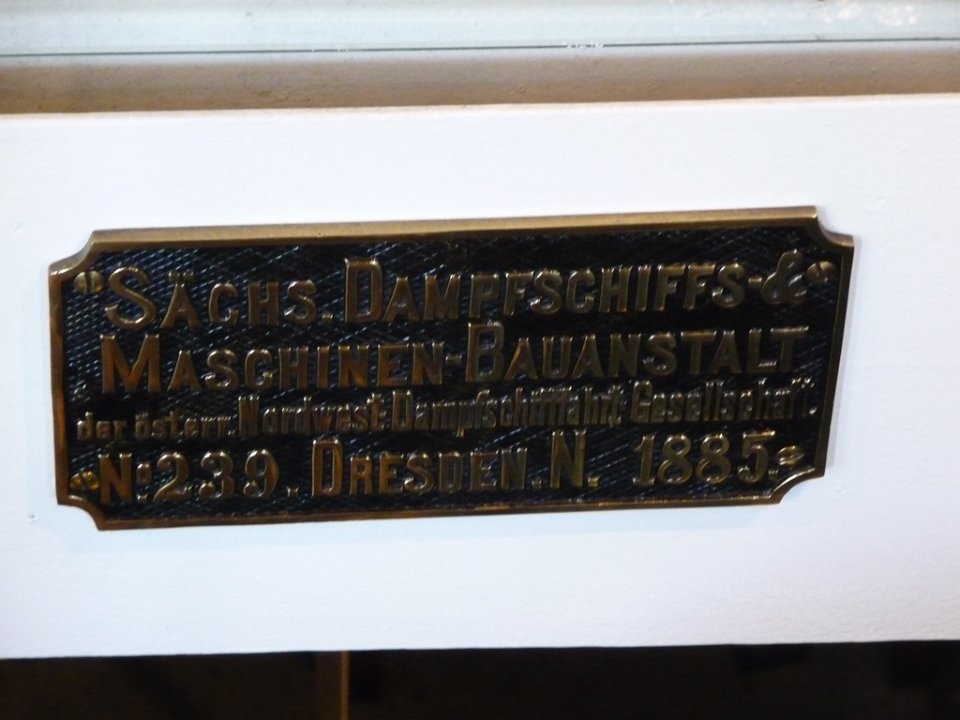 SÄCHS. DAMPFSCHIFFS-&
MASCHINEN-BAUANSTALT
der österr. Nordwest-Dampfschifffahrt Gesellschaft.
No. 239. DRESDEN. N. 1885.